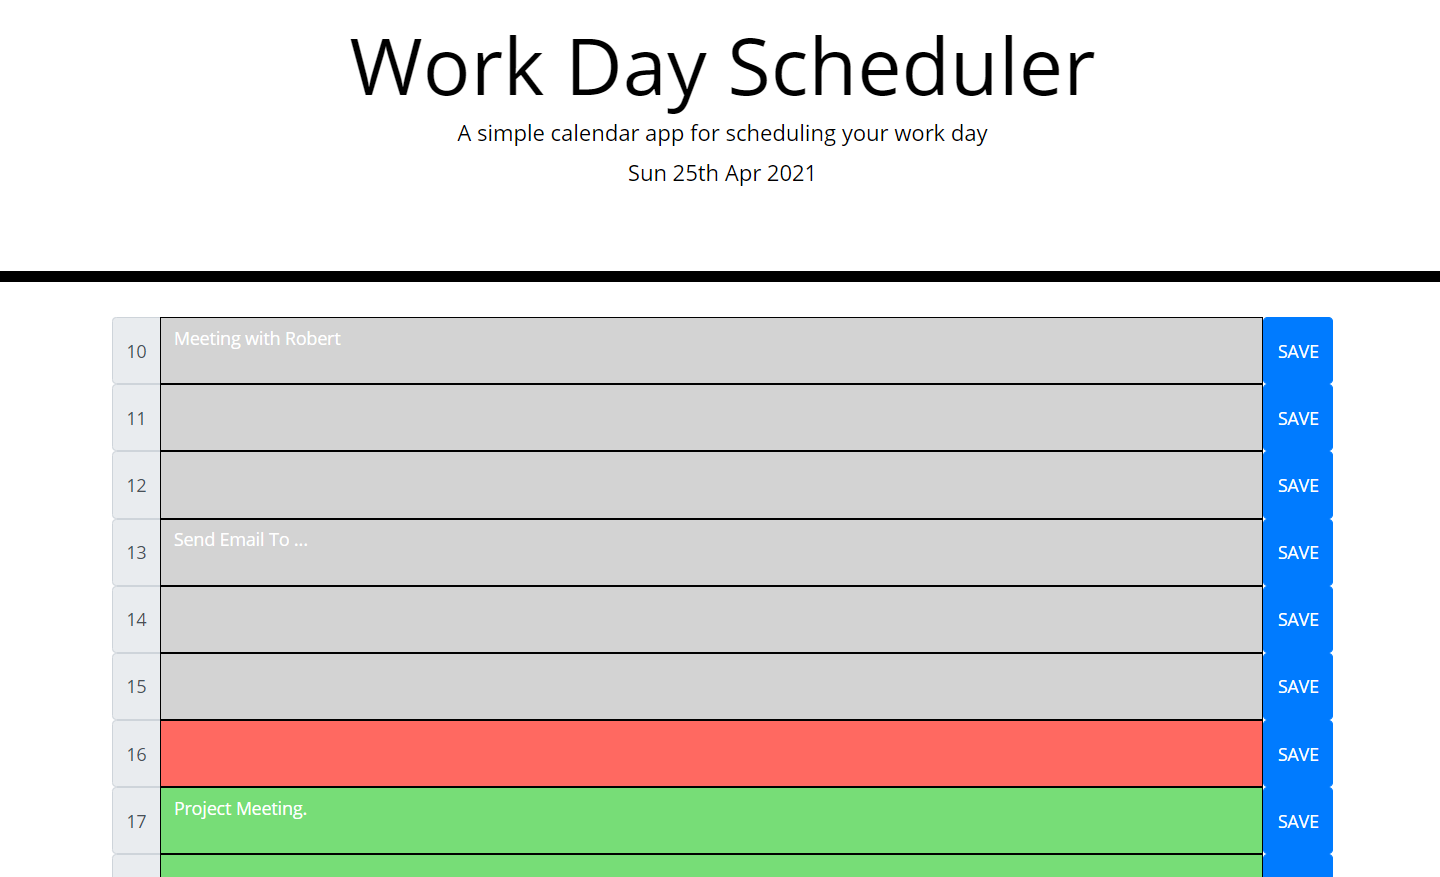 Work Day Scheduler
A simple calendar app for scheduling your work day
Sun 25th Apr 2021
10 Meeting with Robert SAVE
11 SAVE
12 SAVE
13 Send Email To ... SAVE
14 SAVE
15 SAVE
16 SAVE
17 Project Meeting. SAVE